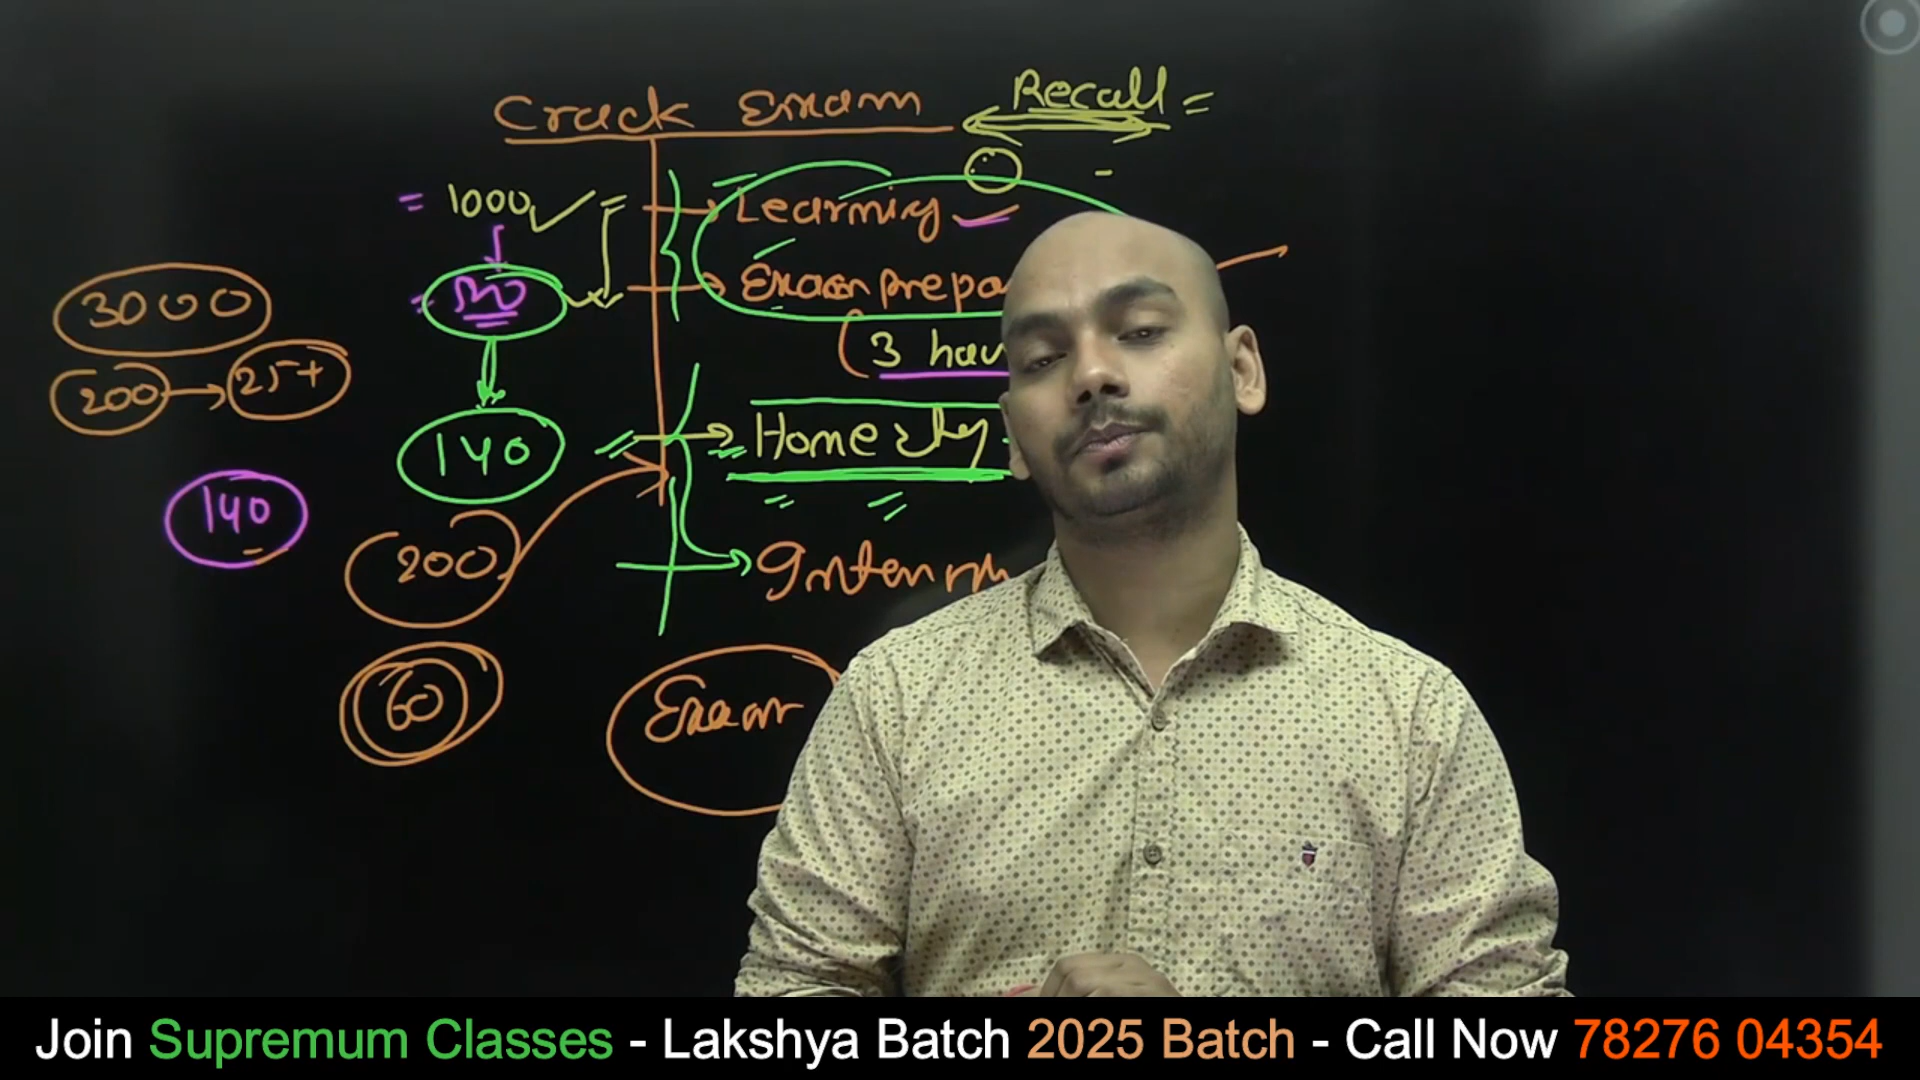 Crack Exam
Recall =
= 1000 ✓
Learning
Exam prepa
3 hou
3000
200 → 25+
140
Home
140
200
60
Exam
Join Supremum Classes - Lakshya Batch 2025 Batch - Call Now 78276 04354